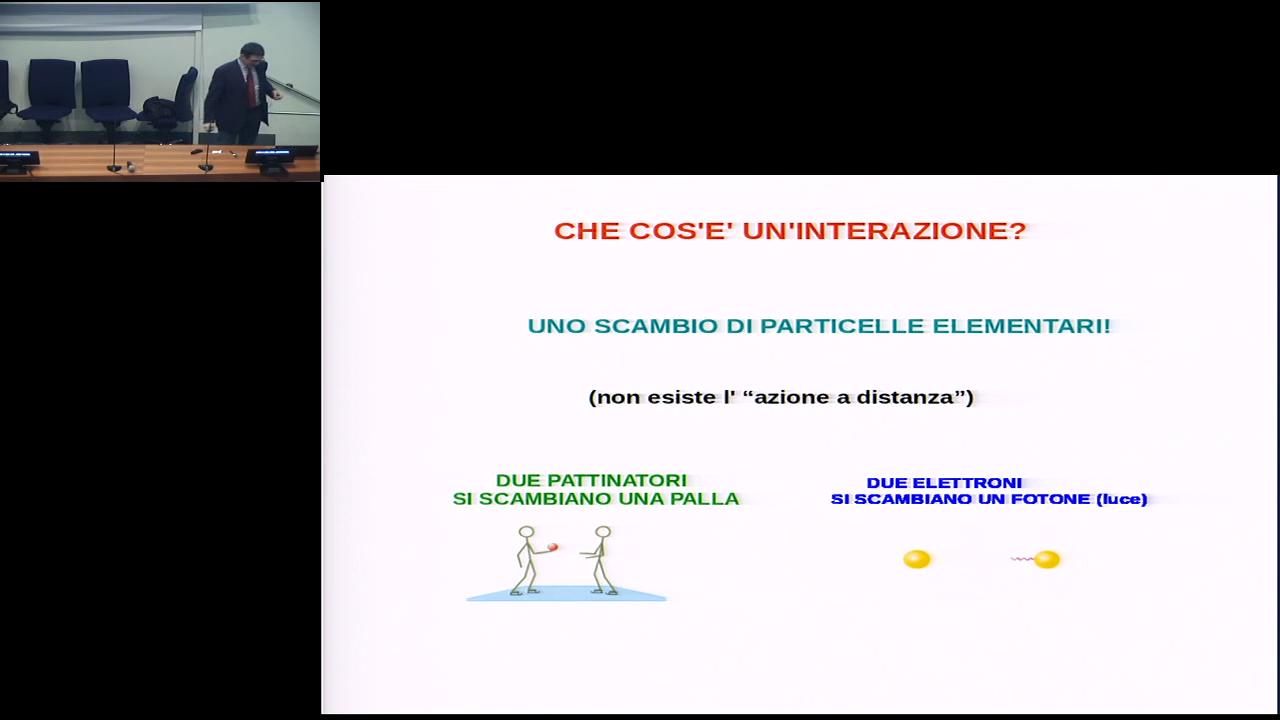 CHE COS'E' UN'INTERAZIONE?
UNO SCAMBIO DI PARTICELLE ELEMENTARI!
(non esiste l' “azione a distanza”)
DUE PATTINATORI
SI SCAMBIANO UNA PALLA
DUE ELETTRONI
SI SCAMBIANO UN FOTONE (luce)